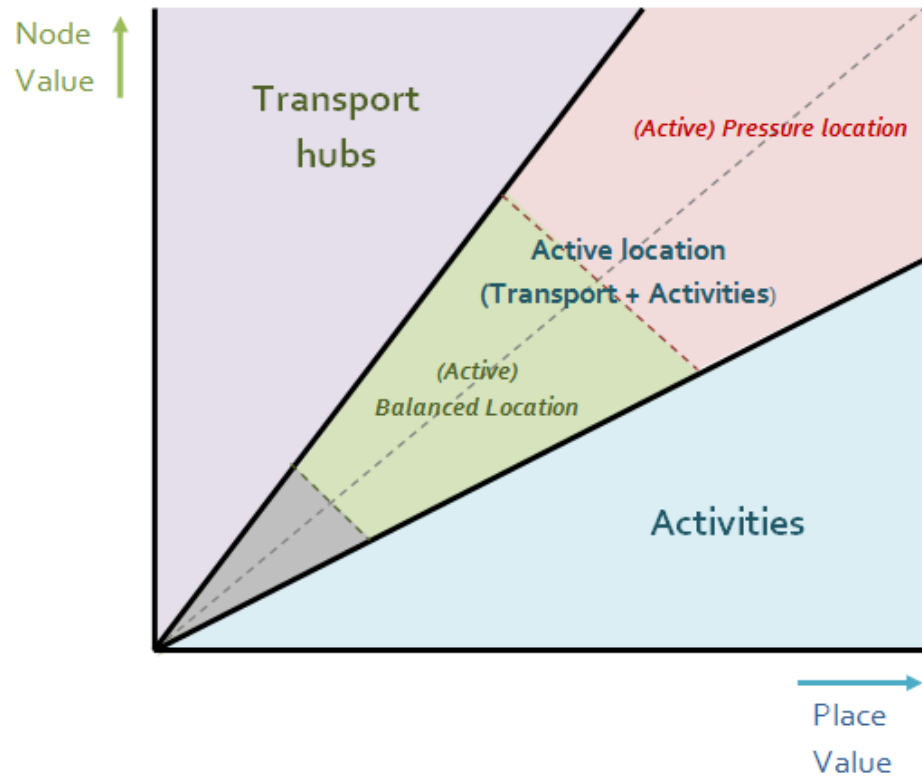 Node
Value
Transport
hubs
(Active) Pressure location
Active location
(Transport + Activities)
(Active)
Balanced Location
Activities
Place
Value